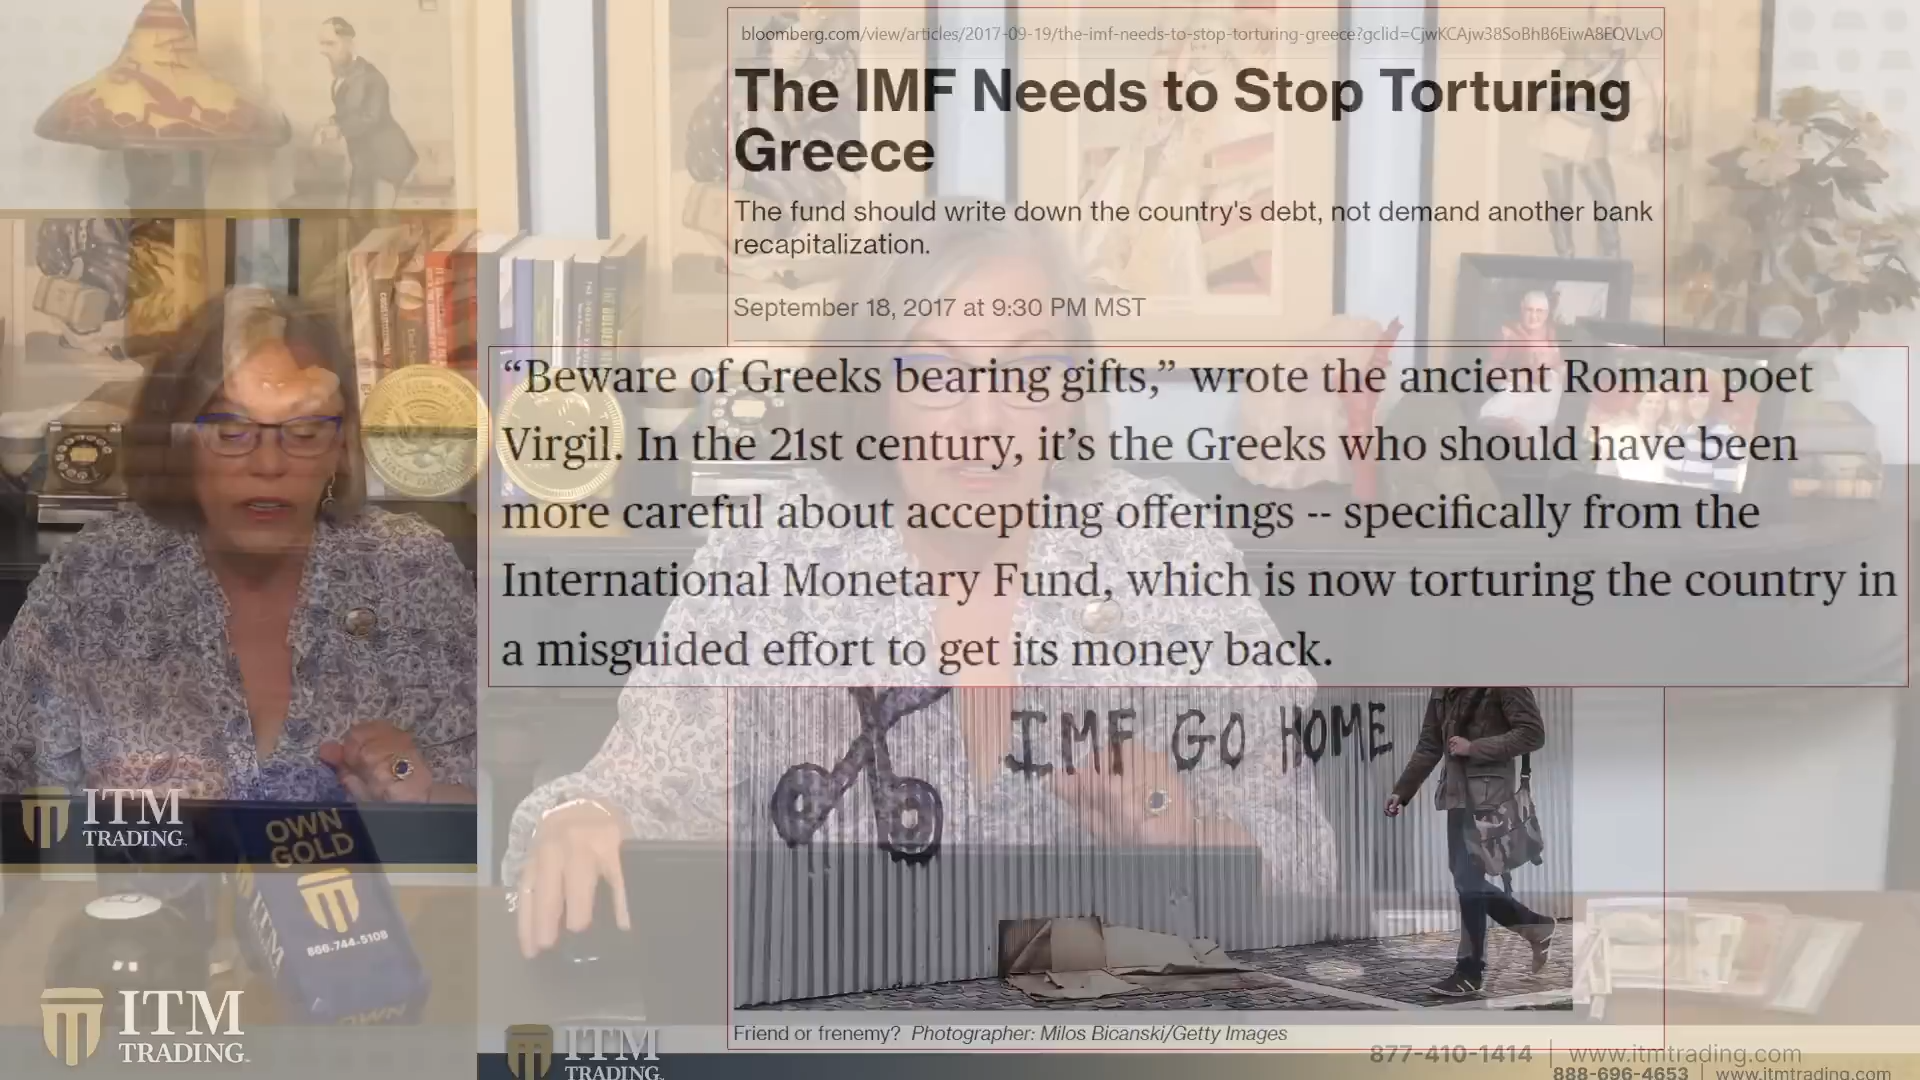 bloomberg.com/view/articles/2017-09-19/the-imf-needs-to-stop-torturing-greece?gclid=CjwKCAjw38SoBhB6EiwA8EQVLvO
The IMF Needs to Stop Torturing
Greece
The fund should write down the country's debt, not demand another bank
recapitalization.
September 18, 2017 at 9:30 PM MST
“Beware of Greeks bearing gifts,” wrote the ancient Roman poet
Virgil. In the 21st century, it’s the Greeks who should have been
more careful about accepting offerings -- specifically from the
International Monetary Fund, which is now torturing the country in
a misguided effort to get its money back.
IMF GO HOME
Friend or frenemy? Photographer: Milos Bicanski/Getty Images
ITM
TRADING
OWN
GOLD
ITM
866.744.5108
OWN
ITM
TRADING
ITM
TRADING
877-410-1414 | www.itmtrading.com
888-696-4653 | www.itmtrading.com